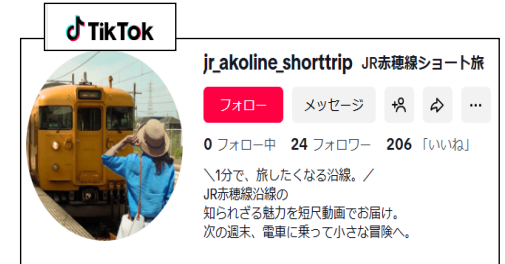 TikTok
jr_akoline_shorttrip JR赤穂線ショート旅
フォロー メッセージ
0 フォロー中 24 フォロワー 206 「いいね」
＼1分で、旅したくなる沿線。／
JR赤穂線沿線の
知られざる魅力を短尺動画でお届け。
次の週末、電車に乗って小さな冒険へ。